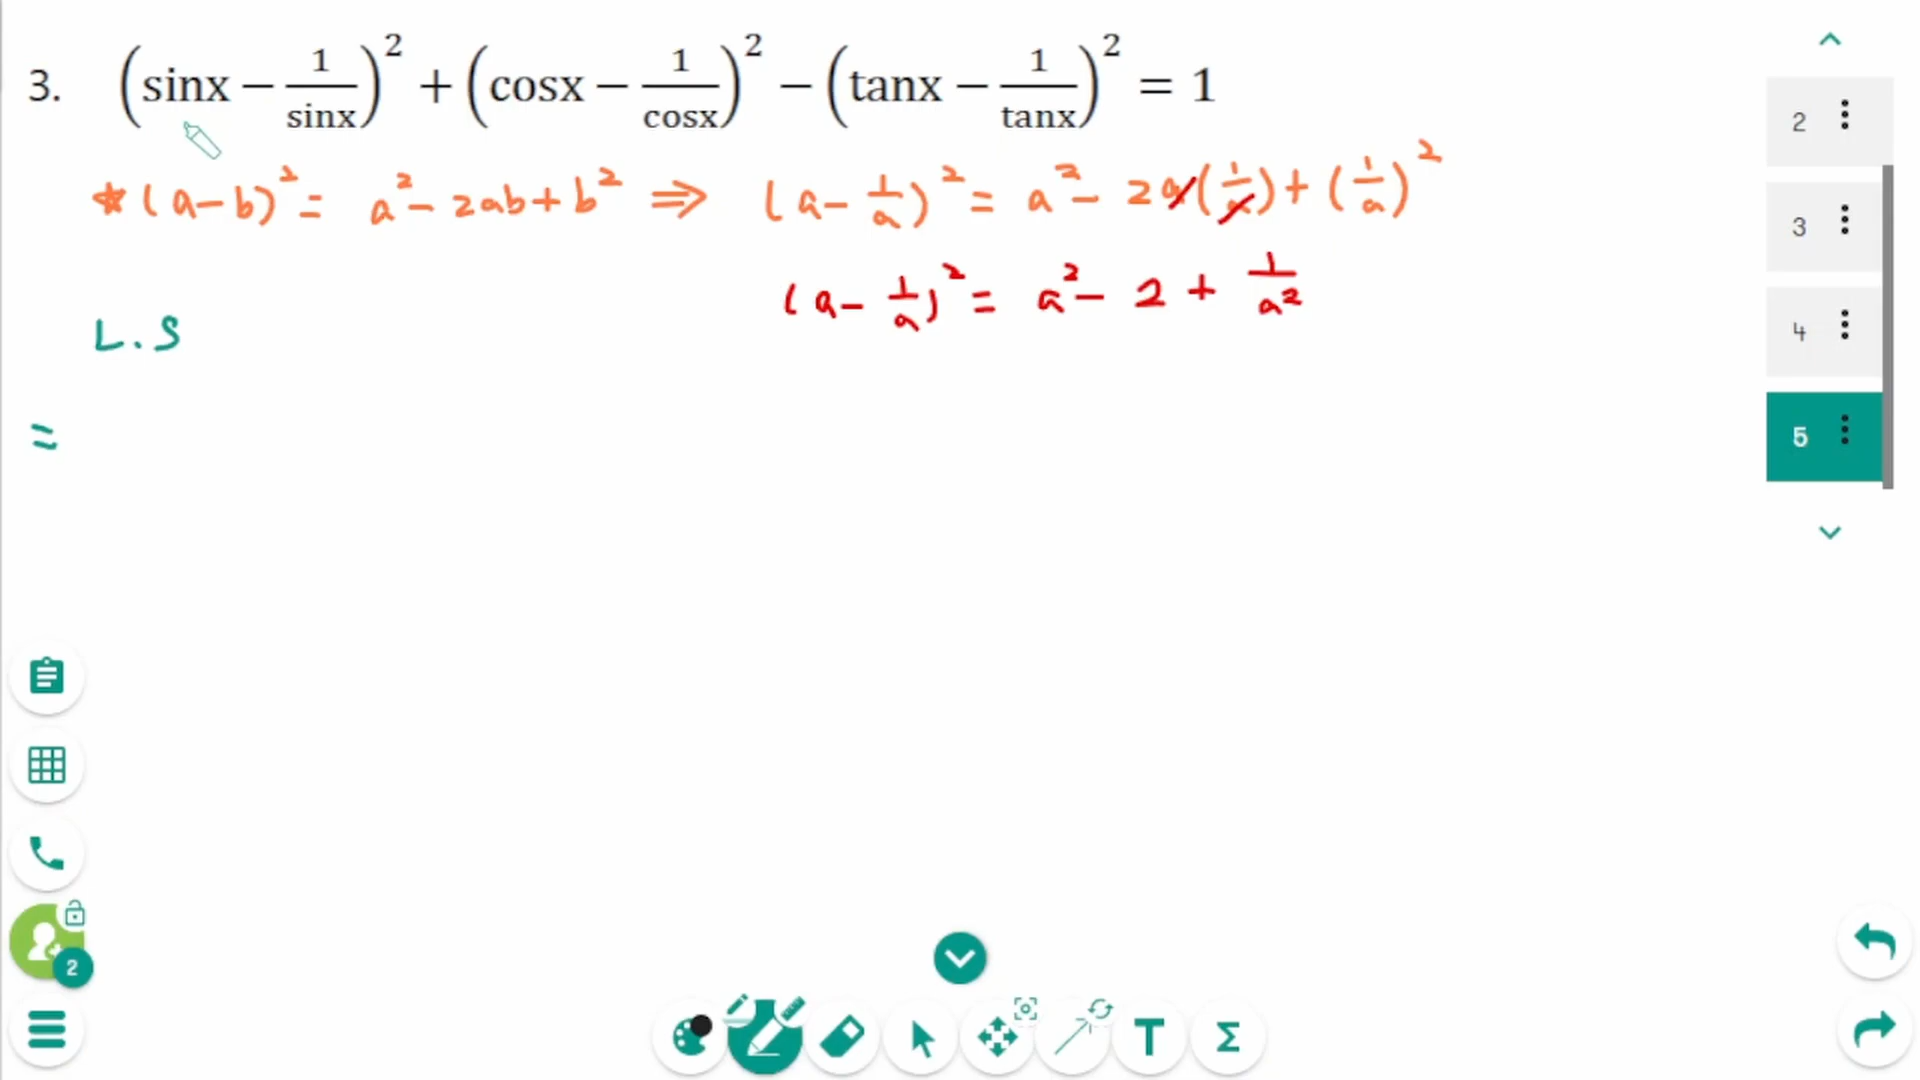 3. (sinx − 1/sinx)² + (cosx − 1/cosx)² − (tanx − 1/tanx)² = 1
* (a-b)² = a² - 2ab + b² ⇒ (a - 1/a)² = a² - 2a(1/a) + (1/a)²
(a - 1/a)² = a² - 2 + 1/a²
L.S
=
2
3
4
5
2
T
Σ